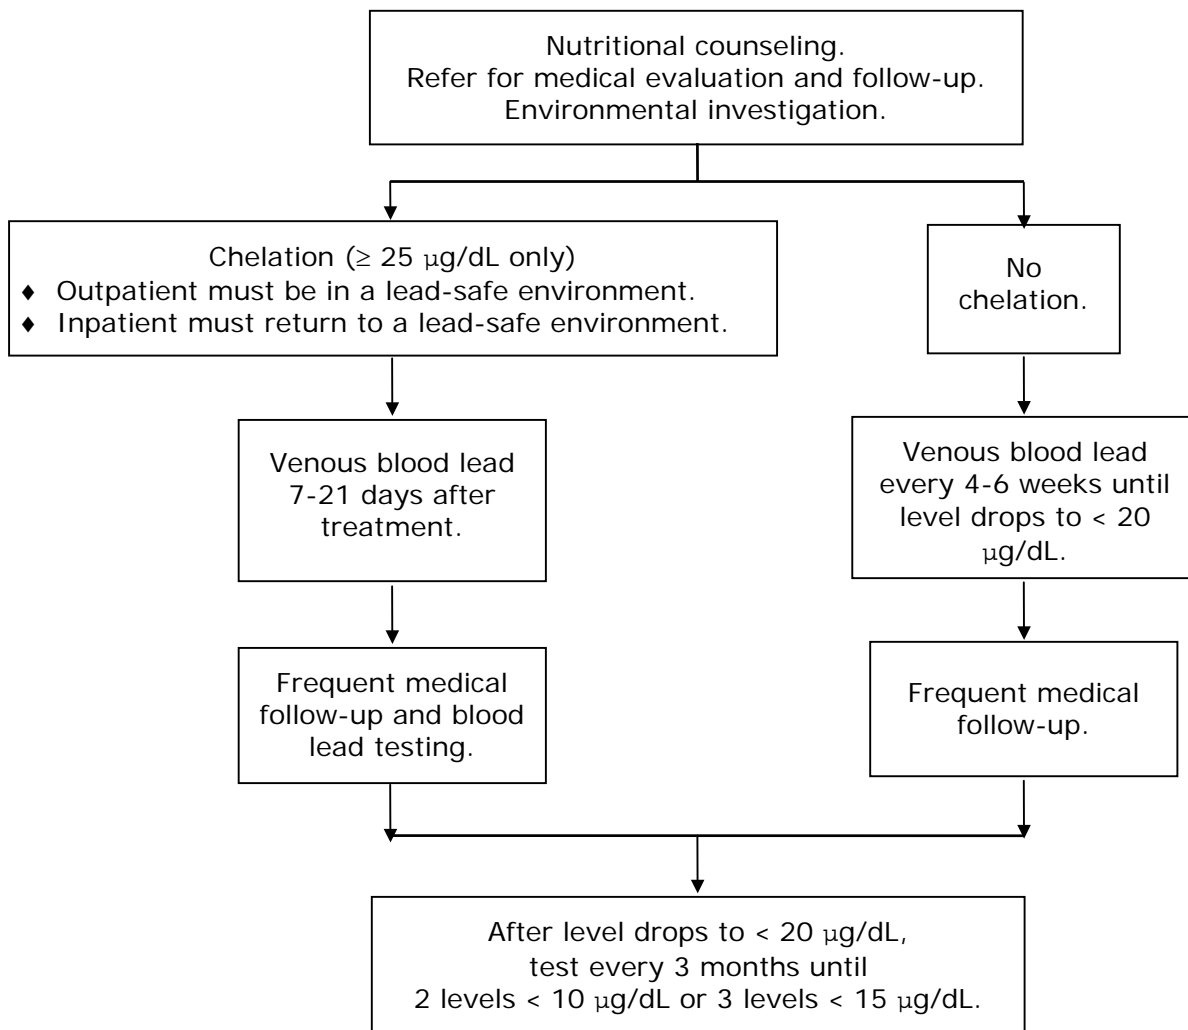 Nutritional counseling.
Refer for medical evaluation and follow-up.
Environmental investigation.
Chelation (≥ 25 μg/dL only)
♦ Outpatient must be in a lead-safe environment.
♦ Inpatient must return to a lead-safe environment.
No
chelation.
Venous blood lead
7-21 days after
treatment.
Venous blood lead
every 4-6 weeks until
level drops to < 20
μg/dL.
Frequent medical
follow-up and blood
lead testing.
Frequent medical
follow-up.
After level drops to < 20 μg/dL,
test every 3 months until
2 levels < 10 μg/dL or 3 levels < 15 μg/dL.